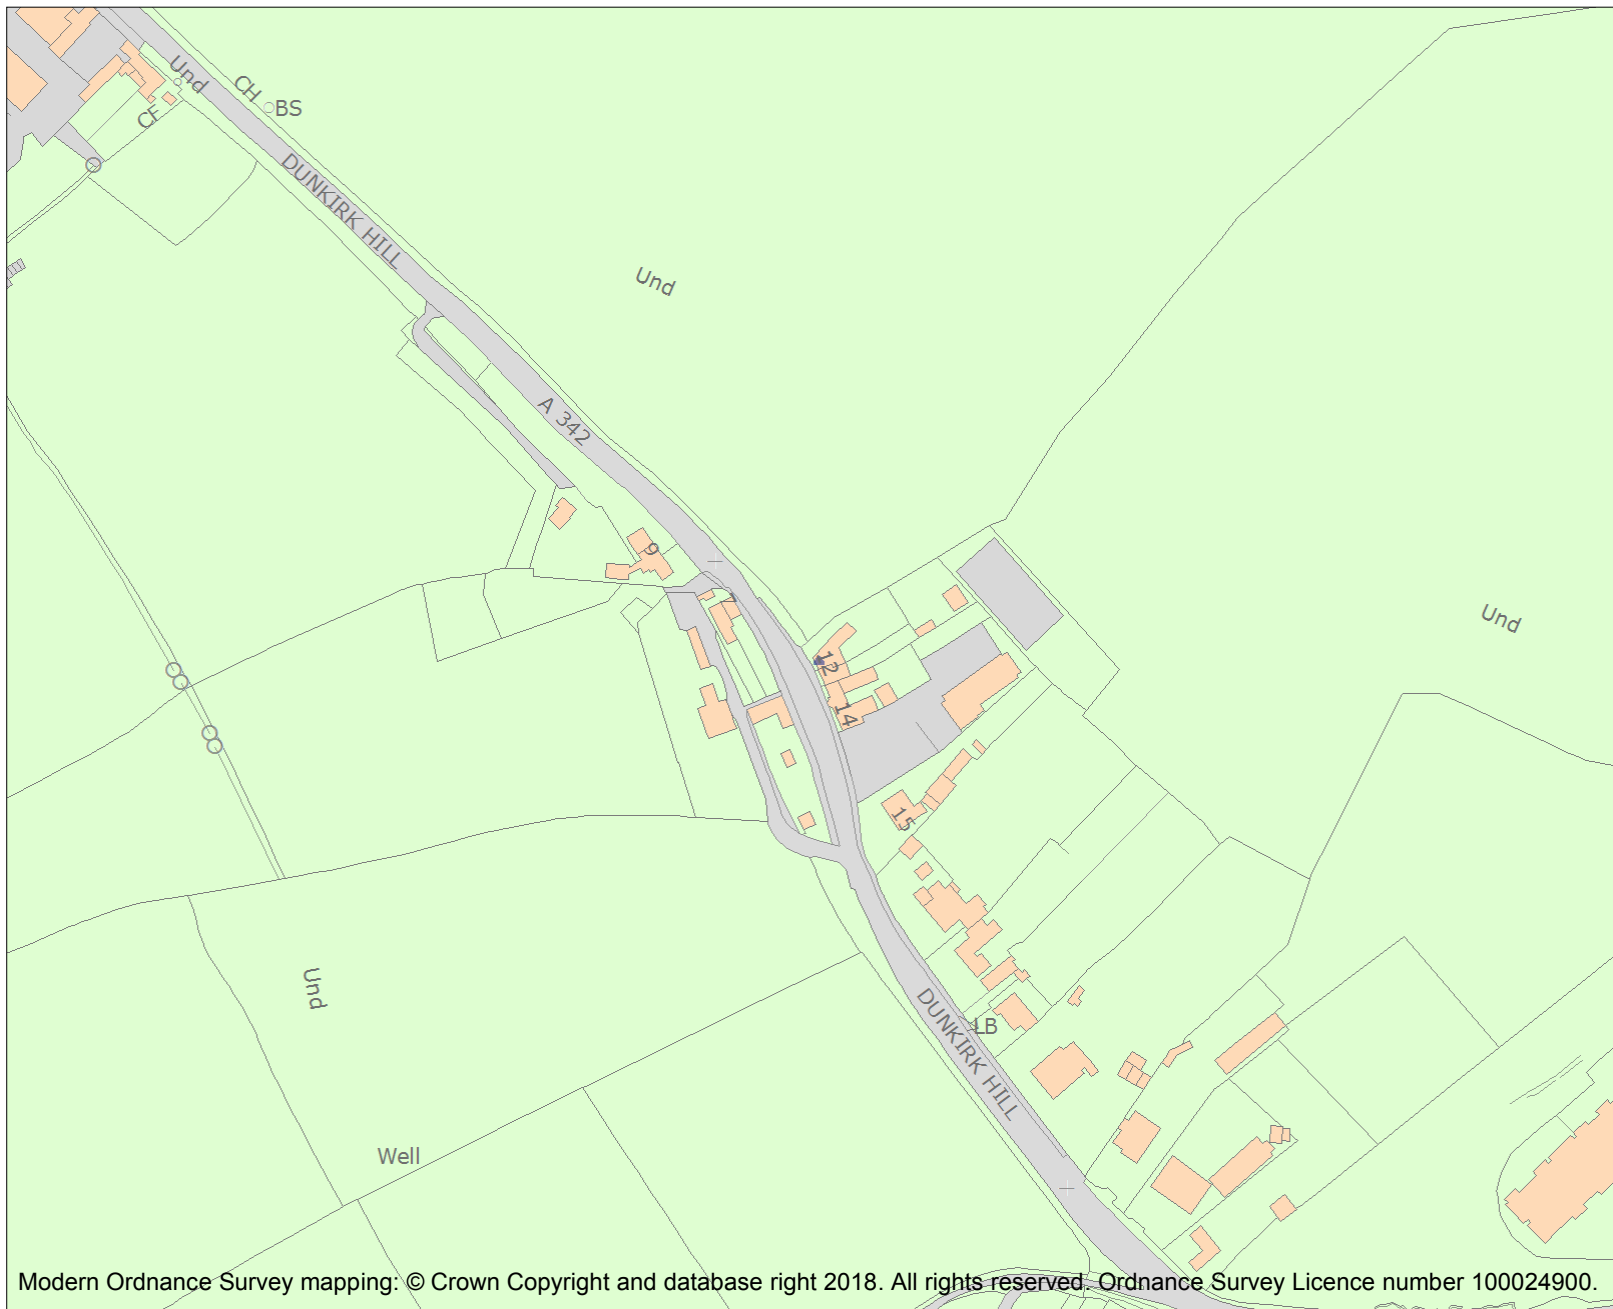 Und
CH
BS
CF
DUNKIRK HILL
Und
A 342
9
7
Und
12
14
15
Und
DUNKIRK HILL
LB
Well
Modern Ordnance Survey mapping: © Crown Copyright and database right 2018. All rights reserved. Ordnance Survey Licence number 100024900.